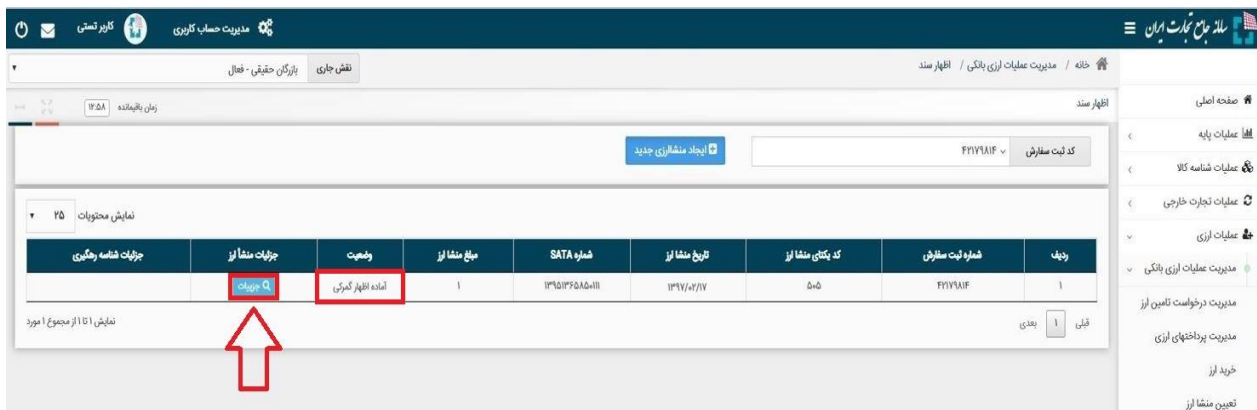 سامانه جامع تجارت ایران
مدیریت حساب کاربری
کاربر تستی
خانه / مدیریت عملیات ارزی بانکی / اظهار سند
نقش جاری
بازرگان حقیقی - فعال
اظهار سند
زمان باقیمانده ۱۲:۵۸
کد ثبت سفارش ۴۲۱۷۹۸۱۴
ایجاد منشاارزی جدید
نمایش محتویات ۲۵
ردیف شماره ثبت سفارش کد یکتای منشا ارز تاریخ منشا ارز شماره SATA مبلغ منشا ارز وضعیت جزئیات منشأ ارز جزئیات شناسه رهگیری
۱ ۴۲۱۷۹۸۱۴ ۵۰۵ ۱۳۹۷/۰۲/۱۷ ۱۳۹۵۱۳۶۵۸۵۰۱۱۱ ۱ آماده اظهار گمرکی جزییات
قبلی ۱ بعدی
نمایش ۱ تا ۱ از مجموع ۱ مورد
صفحه اصلی
عملیات پایه
عملیات شناسه کالا
عملیات تجارت خارجی
عملیات ارزی
مدیریت عملیات ارزی بانکی
مدیریت درخواست تامین ارز
مدیریت پرداختهای ارزی
خرید ارز
تعیین منشا ارز